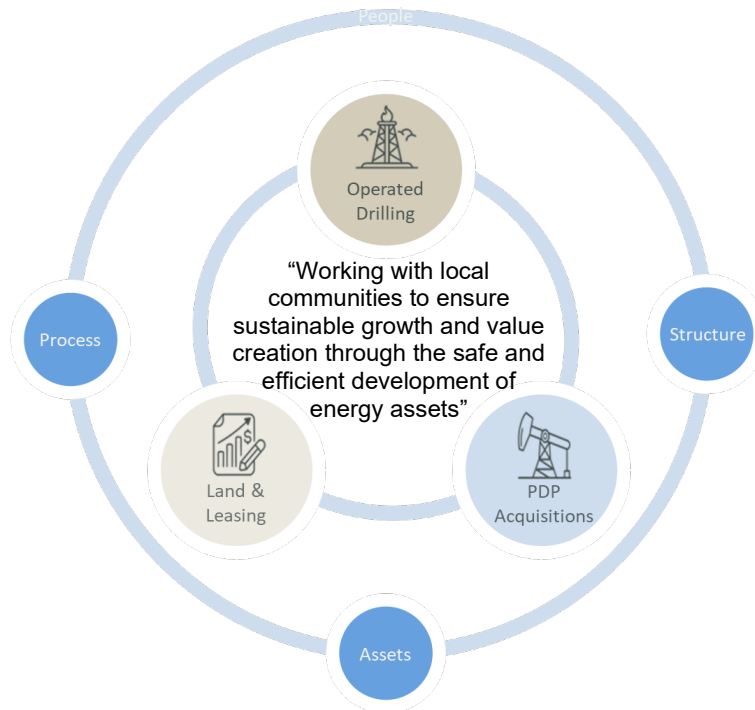 People
Operated
Drilling
“Working with local
communities to ensure
sustainable growth and value
creation through the safe and
efficient development of
energy assets”
Process
Structure
Land &
Leasing
PDP
Acquisitions
Assets